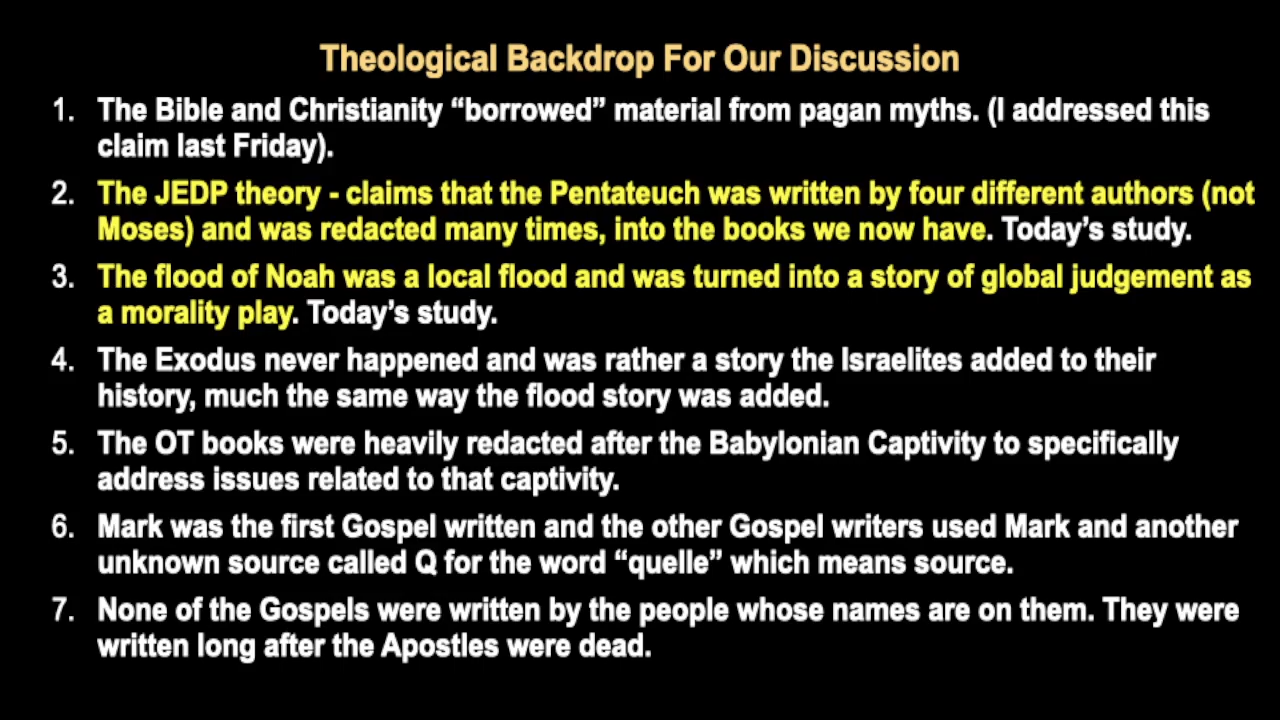 Theological Backdrop For Our Discussion
1. The Bible and Christianity “borrowed” material from pagan myths. (I addressed this
claim last Friday).
2. The JEDP theory - claims that the Pentateuch was written by four different authors (not
Moses) and was redacted many times, into the books we now have. Today’s study.
3. The flood of Noah was a local flood and was turned into a story of global judgement as
a morality play. Today’s study.
4. The Exodus never happened and was rather a story the Israelites added to their
history, much the same way the flood story was added.
5. The OT books were heavily redacted after the Babylonian Captivity to specifically
address issues related to that captivity.
6. Mark was the first Gospel written and the other Gospel writers used Mark and another
unknown source called Q for the word “quelle” which means source.
7. None of the Gospels were written by the people whose names are on them. They were
written long after the Apostles were dead.